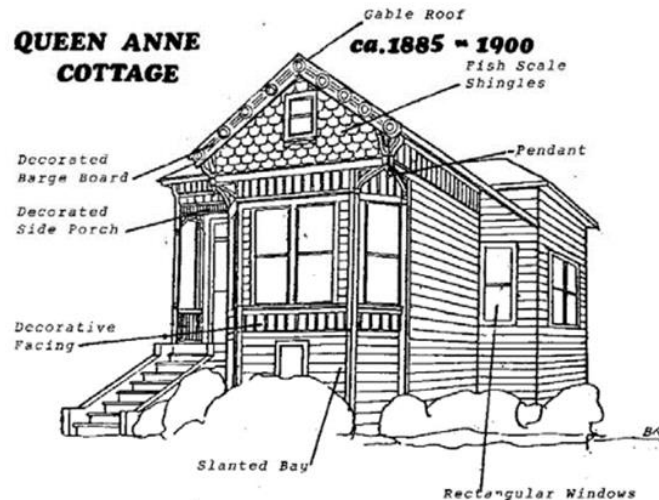 Gable Roof
QUEEN ANNE
COTTAGE
ca.1885 - 1900
Fish Scale
Shingles
Pendant
Decorated
Barge Board
Decorated
Side Porch
Decorative
Facing
Slanted Bay
Rectangular Windows